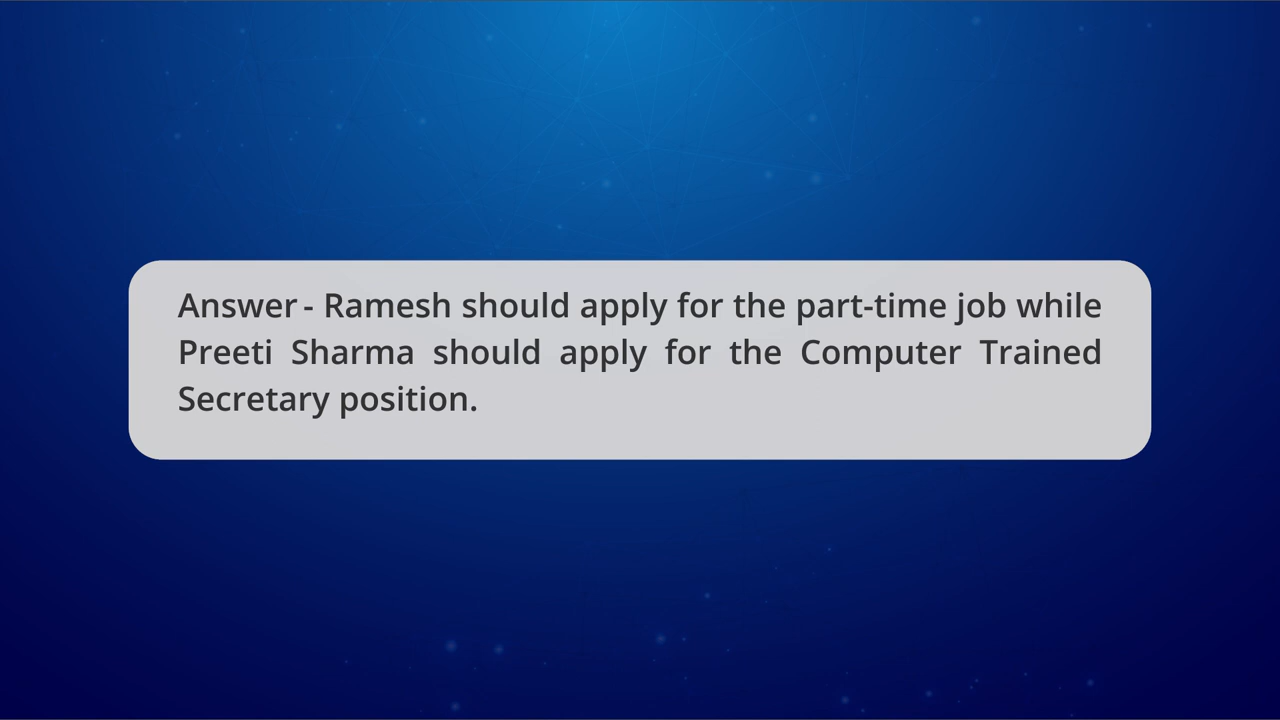 Answer - Ramesh should apply for the part-time job while
Preeti Sharma should apply for the Computer Trained
Secretary position.